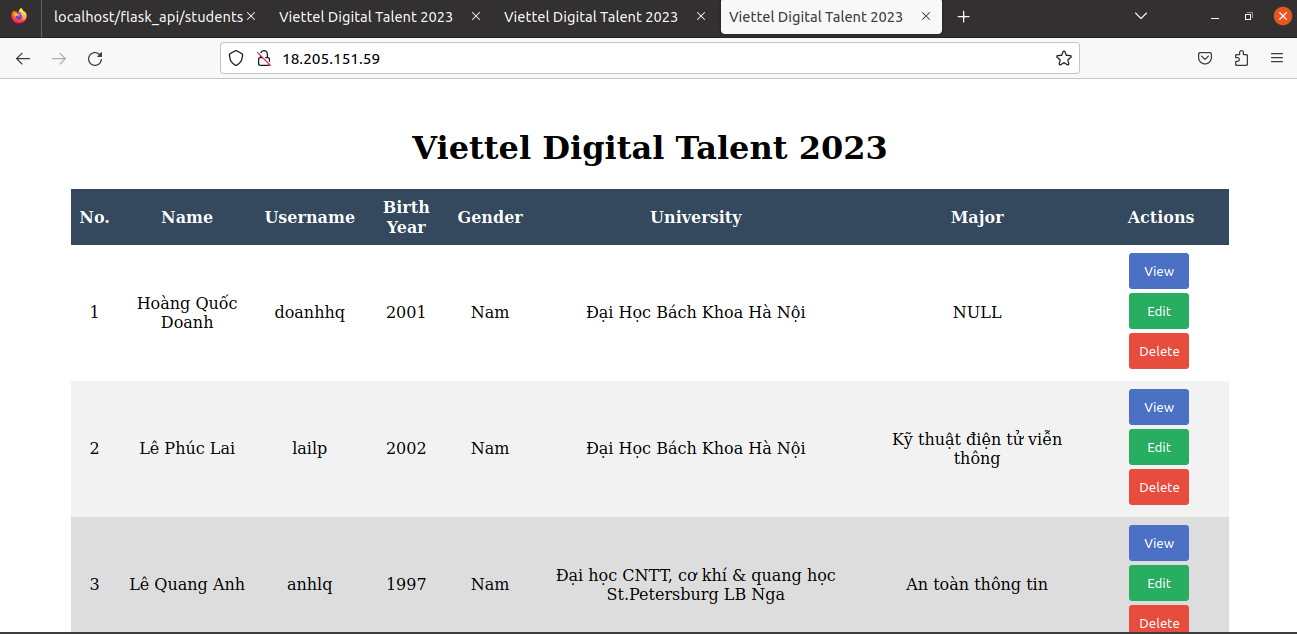 localhost/flask_api/students
Viettel Digital Talent 2023
Viettel Digital Talent 2023
Viettel Digital Talent 2023
18.205.151.59
Viettel Digital Talent 2023
No. Name Username Birth Year Gender University Major Actions
1 Hoàng Quốc Doanh doanhhq 2001 Nam Đại Học Bách Khoa Hà Nội NULL
View
Edit
Delete
2 Lê Phúc Lai lailp 2002 Nam Đại Học Bách Khoa Hà Nội Kỹ thuật điện tử viễn thông
View
Edit
Delete
3 Lê Quang Anh anhlq 1997 Nam Đại học CNTT, cơ khí & quang học St.Petersburg LB Nga An toàn thông tin
View
Edit
Delete